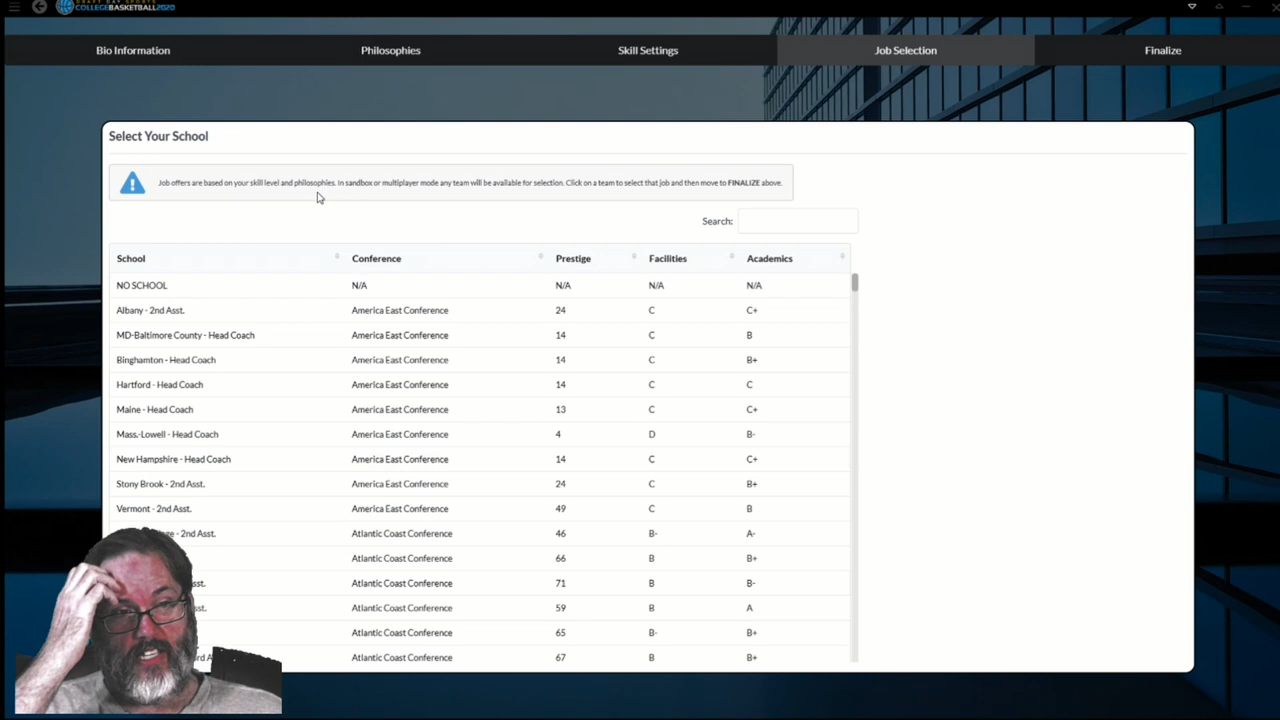 DRAFT DAY SPORTS
COLLEGE BASKETBALL 2020
Bio Information Philosophies Skill Settings Job Selection Finalize
Select Your School
Job offers are based on your skill level and philosophies. In sandbox or multiplayer mode any team will be available for selection. Click on a team to select that job and then move to FINALIZE above.
Search:
School Conference Prestige Facilities Academics
NO SCHOOL N/A N/A N/A N/A
Albany - 2nd Asst. America East Conference 24 C C+
MD-Baltimore County - Head Coach America East Conference 14 C B
Binghamton - Head Coach America East Conference 14 C B+
Hartford - Head Coach America East Conference 14 C C
Maine - Head Coach America East Conference 13 C C+
Mass.-Lowell - Head Coach America East Conference 4 D B-
New Hampshire - Head Coach America East Conference 14 C C+
Stony Brook - 2nd Asst. America East Conference 24 C B+
Vermont - 2nd Asst. America East Conference 49 C B
- 2nd Asst. Atlantic Coast Conference 46 B- A-
Atlantic Coast Conference 66 B B+
Atlantic Coast Conference 71 B B-
Atlantic Coast Conference 59 B A
Atlantic Coast Conference 65 B- B+
Atlantic Coast Conference 67 B B+